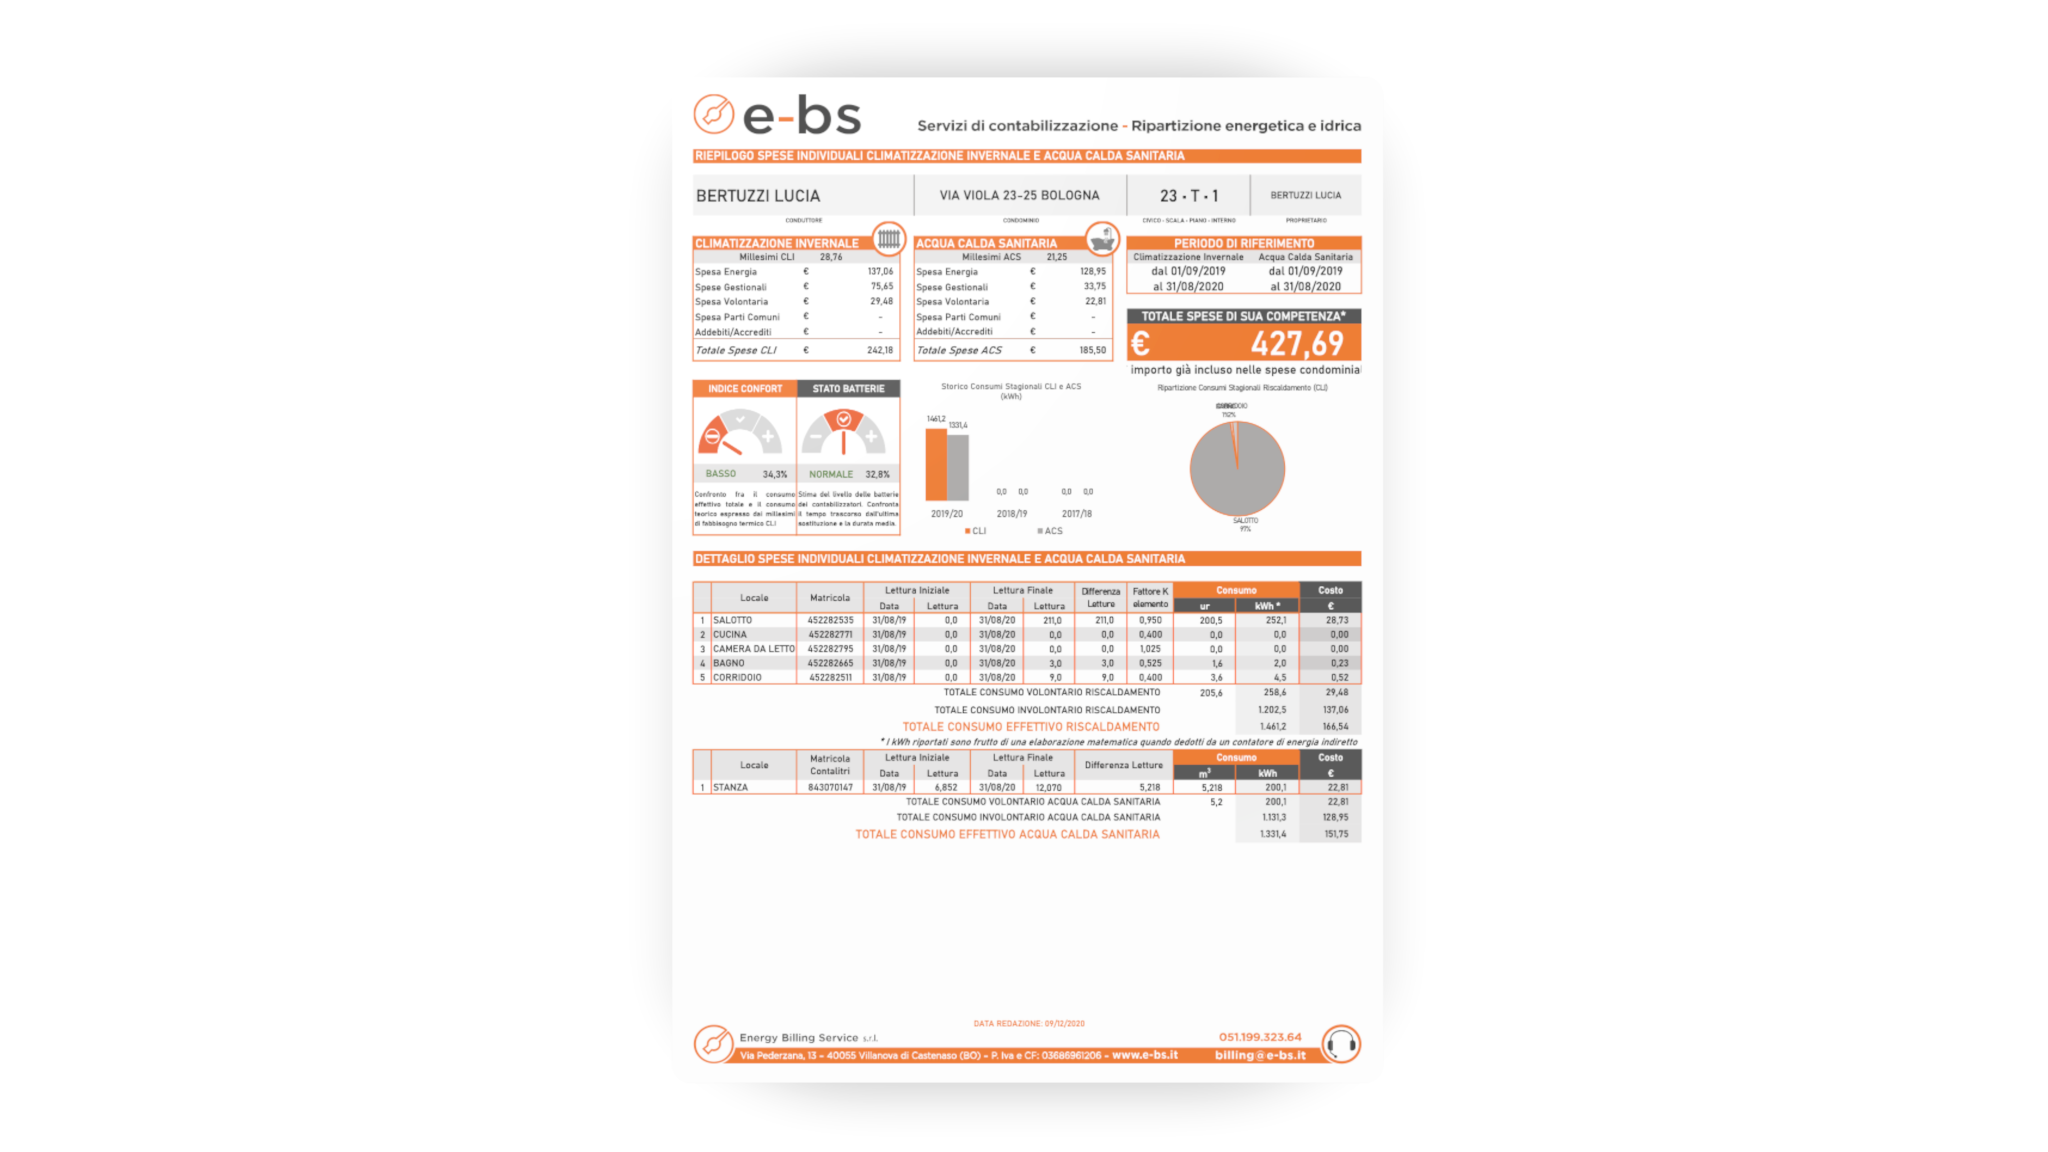 e-bs
Servizi di contabilizzazione - Ripartizione energetica e idrica
RIEPILOGO SPESE INDIVIDUALI CLIMATIZZAZIONE INVERNALE E ACQUA CALDA SANITARIA
BERTUZZI LUCIA VIA VIOLA 23-25 BOLOGNA 23 · T · 1 BERTUZZI LUCIA
CONDUTTORE CONDOMINIO CIVICO - SCALA - PIANO - INTERNO PROPRIETARIO
CLIMATIZZAZIONE INVERNALE
Millesimi CLI 28,76
Spesa Energia € 137,06
Spese Gestionali € 75,65
Spesa Volontaria € 29,48
Spesa Parti Comuni € -
Addebiti/Accrediti € -
Totale Spese CLI € 242,18
ACQUA CALDA SANITARIA
Millesimi ACS 21,25
Spesa Energia € 128,95
Spese Gestionali € 33,75
Spesa Volontaria € 22,81
Spesa Parti Comuni € -
Addebiti/Accrediti € -
Totale Spese ACS € 185,50
PERIODO DI RIFERIMENTO
Climatizzazione Invernale Acqua Calda Sanitaria
dal 01/09/2019 dal 01/09/2019
al 31/08/2020 al 31/08/2020
TOTALE SPESE DI SUA COMPETENZA*
€ 427,69
importo già incluso nelle spese condominia
INDICE CONFORT
BASSO 34,3%
Confronto fra il consumo
effettivo totale e il consumo
teorico espresso dai millesimi
di fabbisogno termico CLI
STATO BATTERIE
NORMALE 32,8%
Stima del livello delle batterie
dei contabilizzatori. Confronta
il tempo trascorso dall'ultima
sostituzione e la durata media.
Storico Consumi Stagionali CLI e ACS
(kWh)
1461,2
1331,4
0,0 0,0 0,0 0,0
2019/20 2018/19 2017/18
CLI ACS
Ripartizione Consumi Stagionali Riscaldamento (CLI)
SALOTTO
97%
DETTAGLIO SPESE INDIVIDUALI CLIMATIZZAZIONE INVERNALE E ACQUA CALDA SANITARIA
Locale Matricola Lettura Iniziale Lettura Finale Differenza Letture Fattore K elemento Consumo Costo
Data Lettura Data Lettura ur kWh * €
1 SALOTTO 452282535 31/08/19 0,0 31/08/20 211,0 211,0 0,950 200,5 252,1 28,73
2 CUCINA 452282771 31/08/19 0,0 31/08/20 0,0 0,0 0,400 0,0 0,0 0,00
3 CAMERA DA LETTO 452282795 31/08/19 0,0 31/08/20 0,0 0,0 1,025 0,0 0,0 0,00
4 BAGNO 452282665 31/08/19 0,0 31/08/20 3,0 3,0 0,525 1,6 2,0 0,23
5 CORRIDOIO 452282511 31/08/19 0,0 31/08/20 9,0 9,0 0,400 3,6 4,5 0,52
TOTALE CONSUMO VOLONTARIO RISCALDAMENTO 205,6 258,6 29,48
TOTALE CONSUMO INVOLONTARIO RISCALDAMENTO 1.202,5 137,06
TOTALE CONSUMO EFFETTIVO RISCALDAMENTO 1.461,2 166,54
* I kWh riportati sono frutto di una elaborazione matematica quando dedotti da un contatore di energia indiretto
Locale Matricola Contalitri Lettura Iniziale Lettura Finale Differenza Letture Consumo Costo
Data Lettura Data Lettura m³ kWh €
1 STANZA 843070147 31/08/19 6,852 31/08/20 12,070 5,218 5,218 200,1 22,81
TOTALE CONSUMO VOLONTARIO ACQUA CALDA SANITARIA 5,2 200,1 22,81
TOTALE CONSUMO INVOLONTARIO ACQUA CALDA SANITARIA 1.131,3 128,95
TOTALE CONSUMO EFFETTIVO ACQUA CALDA SANITARIA 1.331,4 151,75
DATA REDAZIONE: 09/12/2020
Energy Billing Service s.r.l. 051.199.323.64
Via Pederzana, 13 - 40055 Villanova di Castenaso (BO) - P. Iva e CF: 03686961206 - www.e-bs.it billing@e-bs.it